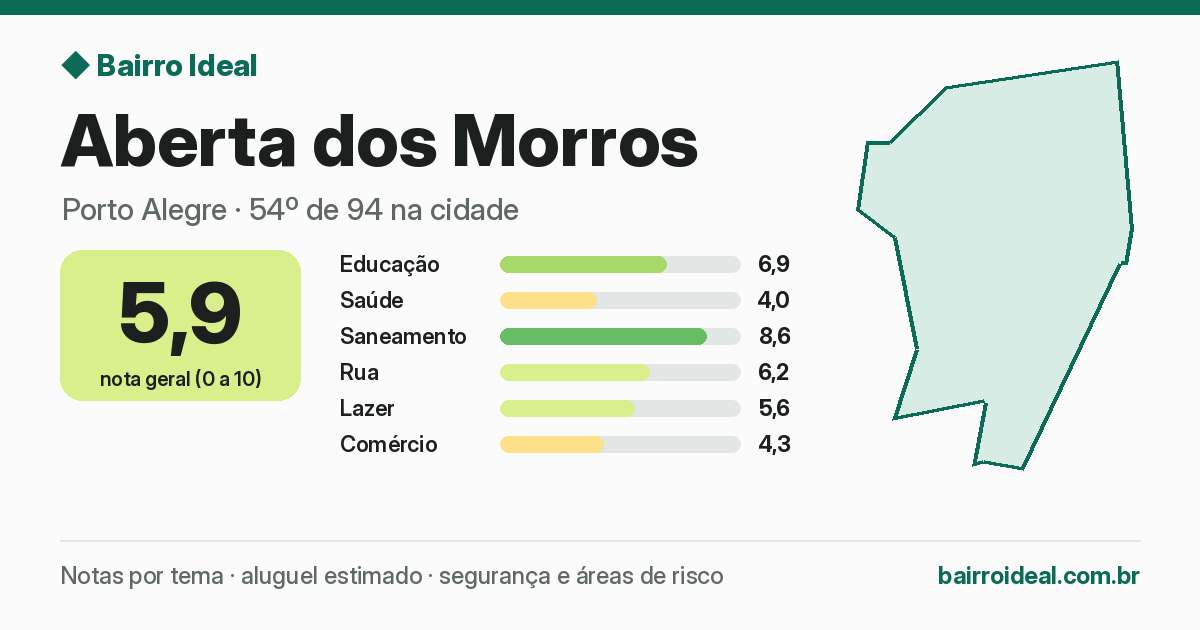 Bairro Ideal
Aberta dos Morros
Porto Alegre · 54º de 94 na cidade
5,9
nota geral (0 a 10)
Educação 6,9
Saúde 4,0
Saneamento 8,6
Rua 6,2
Lazer 5,6
Comércio 4,3
Notas por tema · aluguel estimado · segurança e áreas de risco
bairroideal.com.br